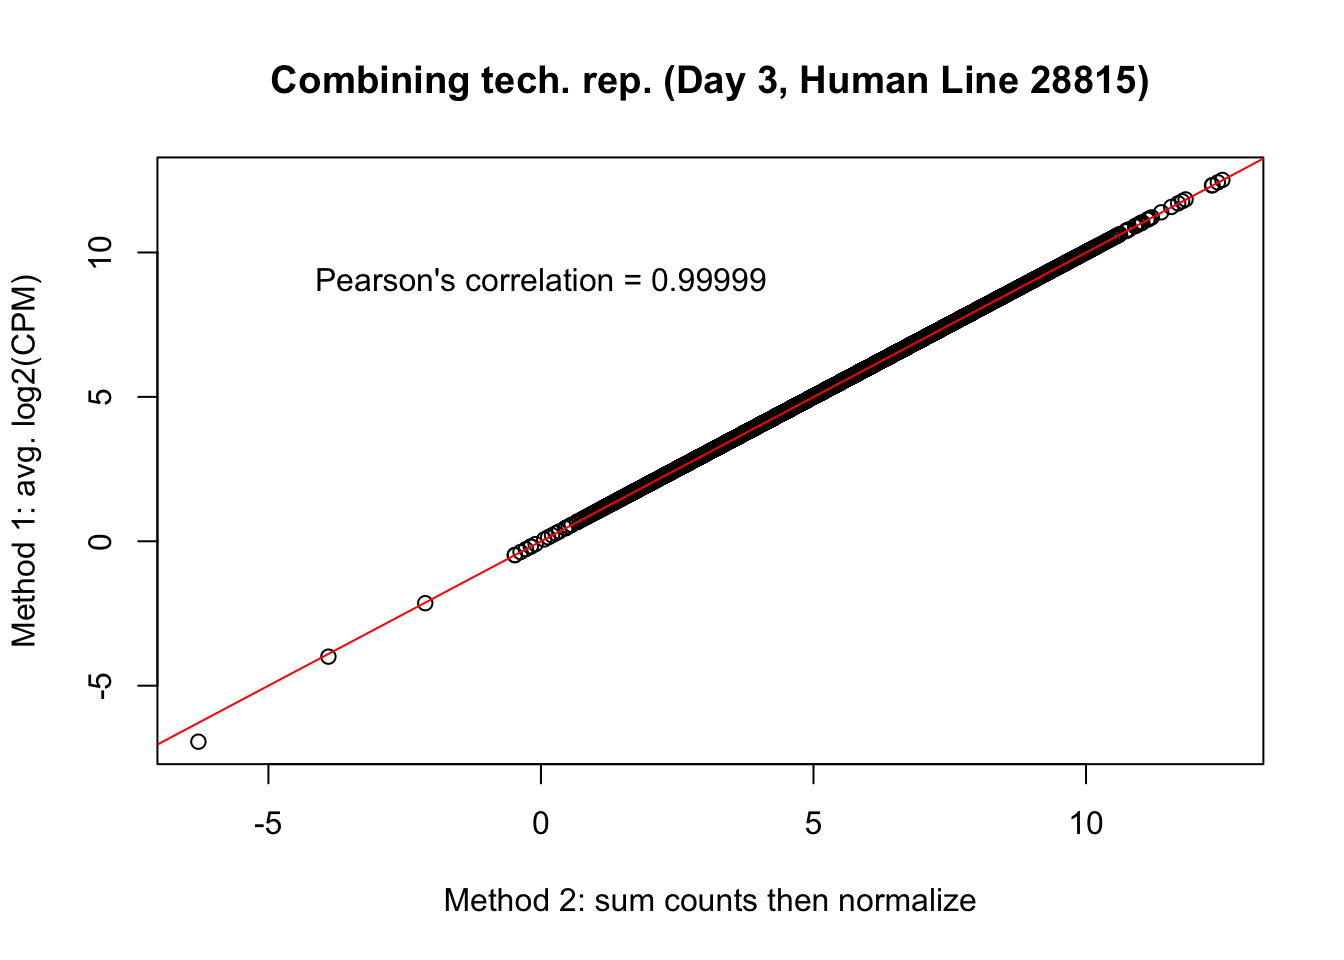 Combining tech. rep. (Day 3, Human Line 28815)
Pearson's correlation = 0.99999
Method 1: avg. log2(CPM)
10
5
0
-5
-5 0 5 10
Method 2: sum counts then normalize